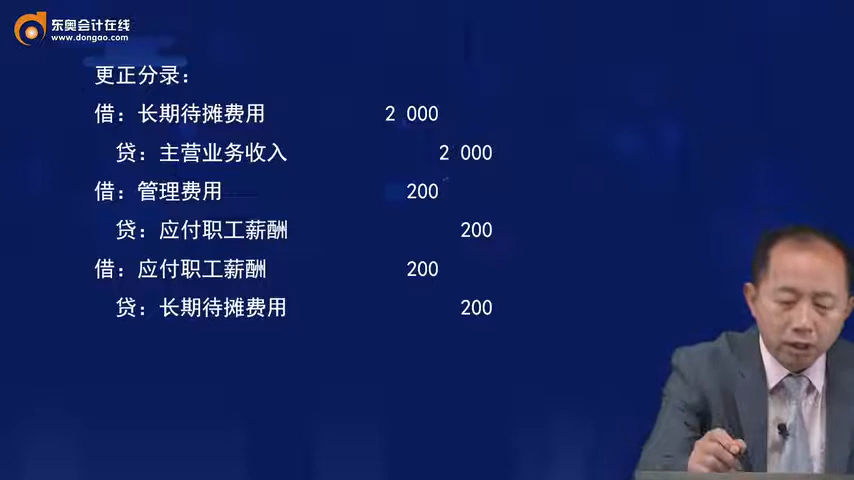 东奥会计在线
www.dongao.com
更正分录：
借：长期待摊费用 2 000
贷：主营业务收入 2 000
借：管理费用 200
贷：应付职工薪酬 200
借：应付职工薪酬 200
贷：长期待摊费用 200